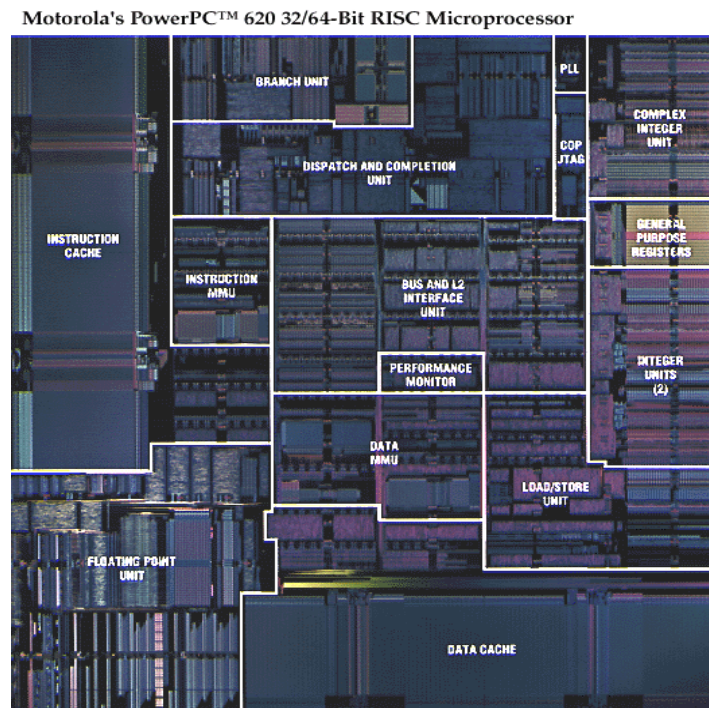 Motorola's PowerPC™ 620 32/64-Bit RISC Microprocessor
BRANCH UNIT
PLL
COMPLEX
INTEGER
UNIT
DISPATCH AND COMPLETION
UNIT
COP
JTAG
INSTRUCTION
CACHE
GENERAL
PURPOSE
REGISTERS
INSTRUCTION
MMU
BUS AND L2
INTERFACE
UNIT
PERFORMANCE
MONITOR
INTEGER
UNITS
(2)
DATA
MMU
LOAD/STORE
UNIT
FLOATING POINT
UNIT
DATA CACHE